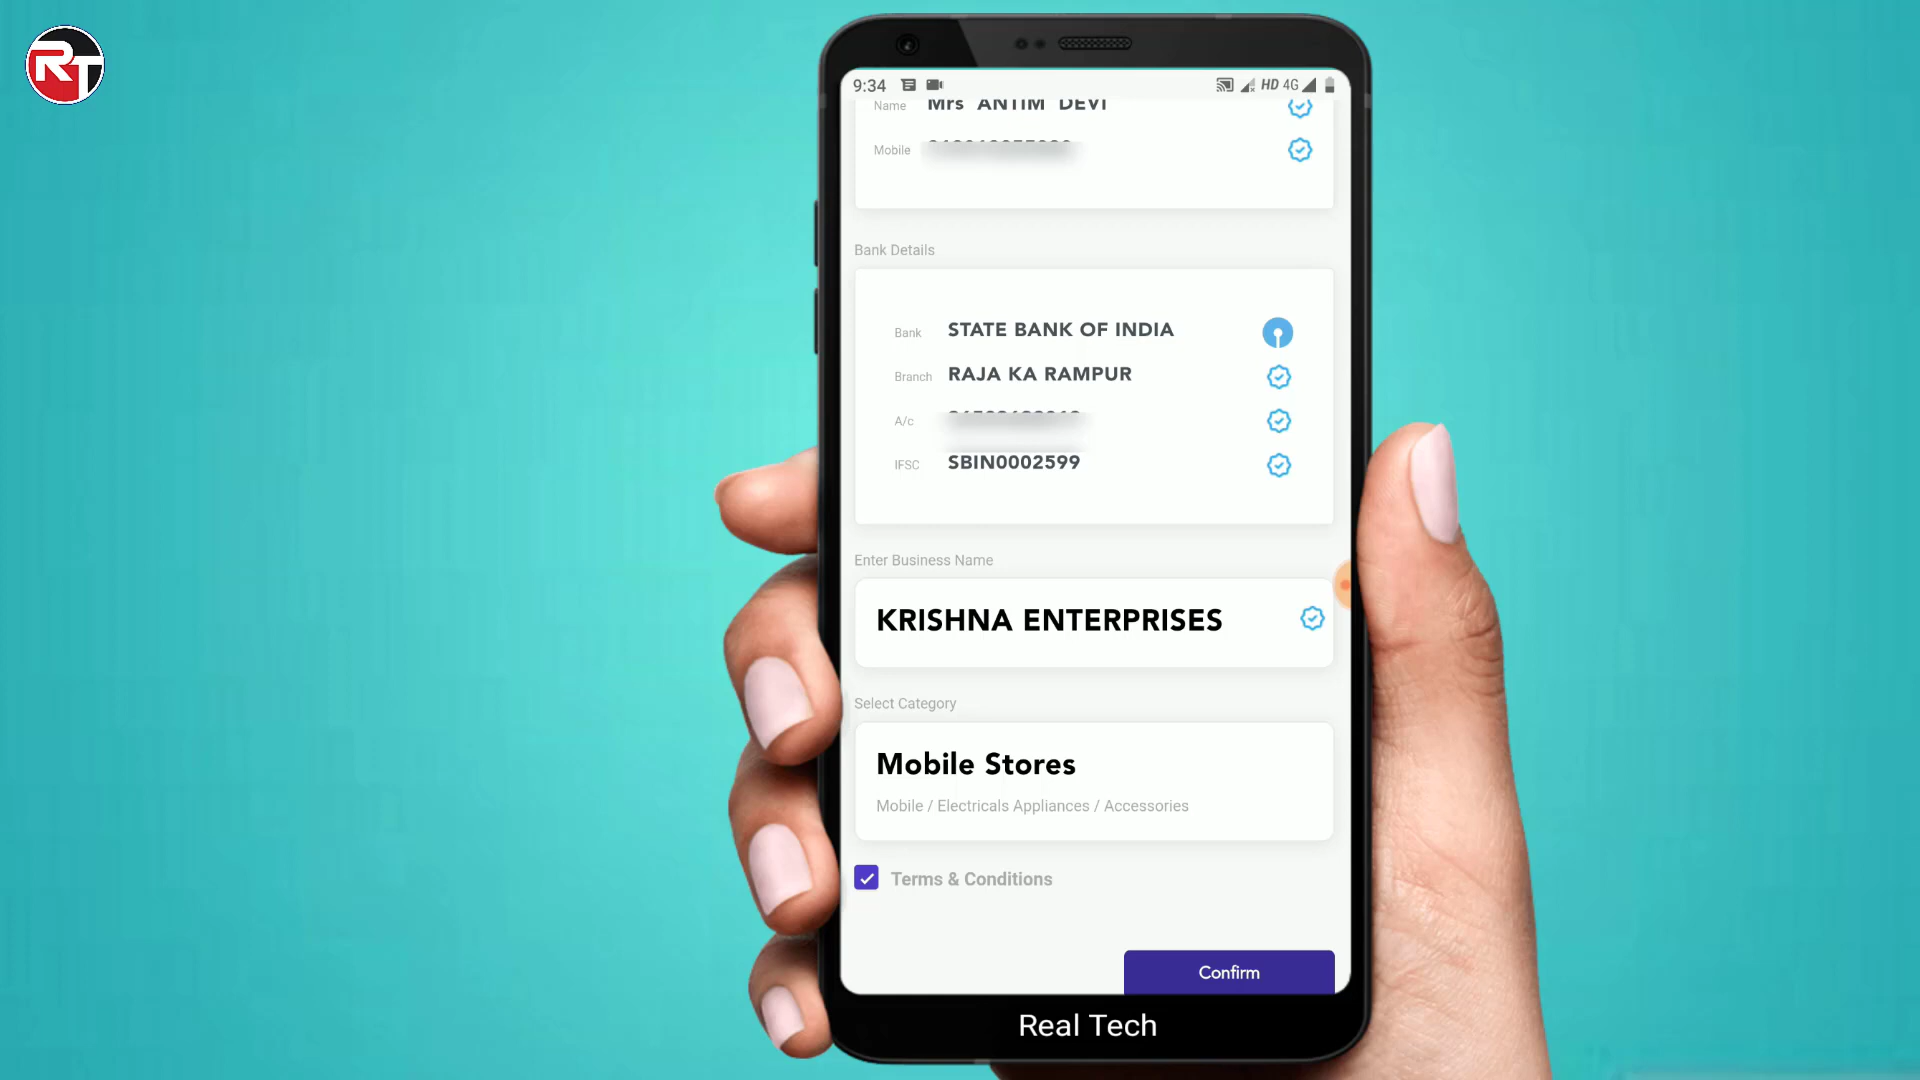 RT
9:34 HD 4G
Name Mrs ANTIM DEVI
Mobile
Bank Details
Bank STATE BANK OF INDIA
Branch RAJA KA RAMPUR
A/c
IFSC SBIN0002599
Enter Business Name
KRISHNA ENTERPRISES
Select Category
Mobile Stores
Mobile / Electricals Appliances / Accessories
Terms & Conditions
Confirm
Real Tech